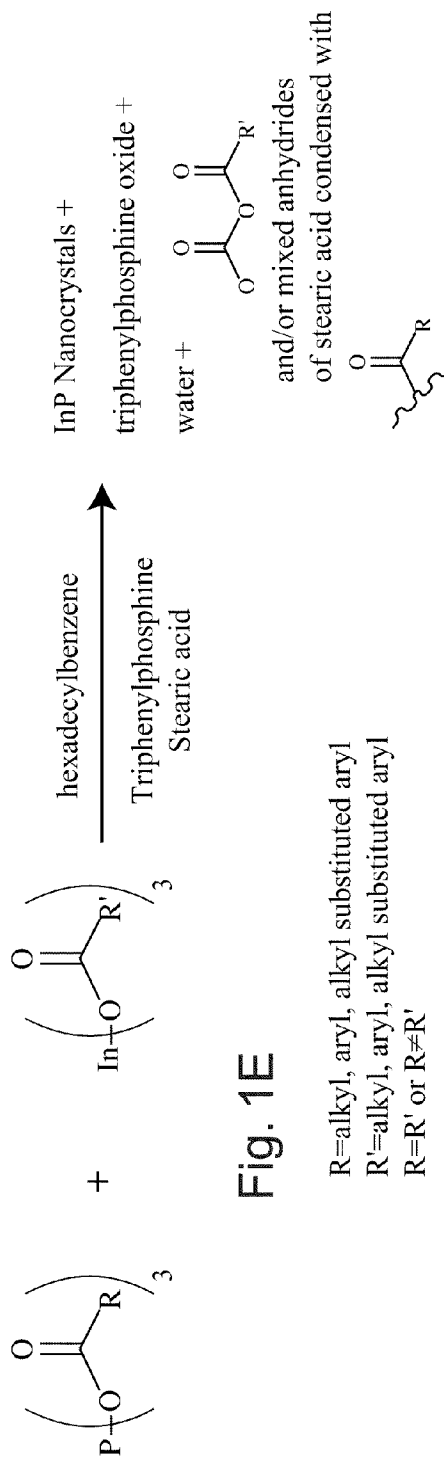 P—O
O
R
3
+
In—O
O
R'
3
hexadecylbenzene
Triphenylphosphine
Stearic acid
InP Nanocrystals +
triphenylphosphine oxide +
water +
O
O
O
O
R'
and/or mixed anhydrides
of stearic acid condensed with
O
R
Fig. 1E
R=alkyl, aryl, alkyl substituted aryl
R'=alkyl, aryl, alkyl substituted aryl
R=R' or R≠R'